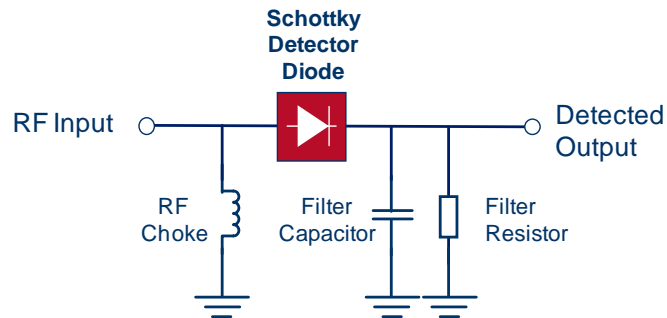 Schottky
Detector
Diode
RF Input
Detected
Output
RF
Choke
Filter
Capacitor
Filter
Resistor